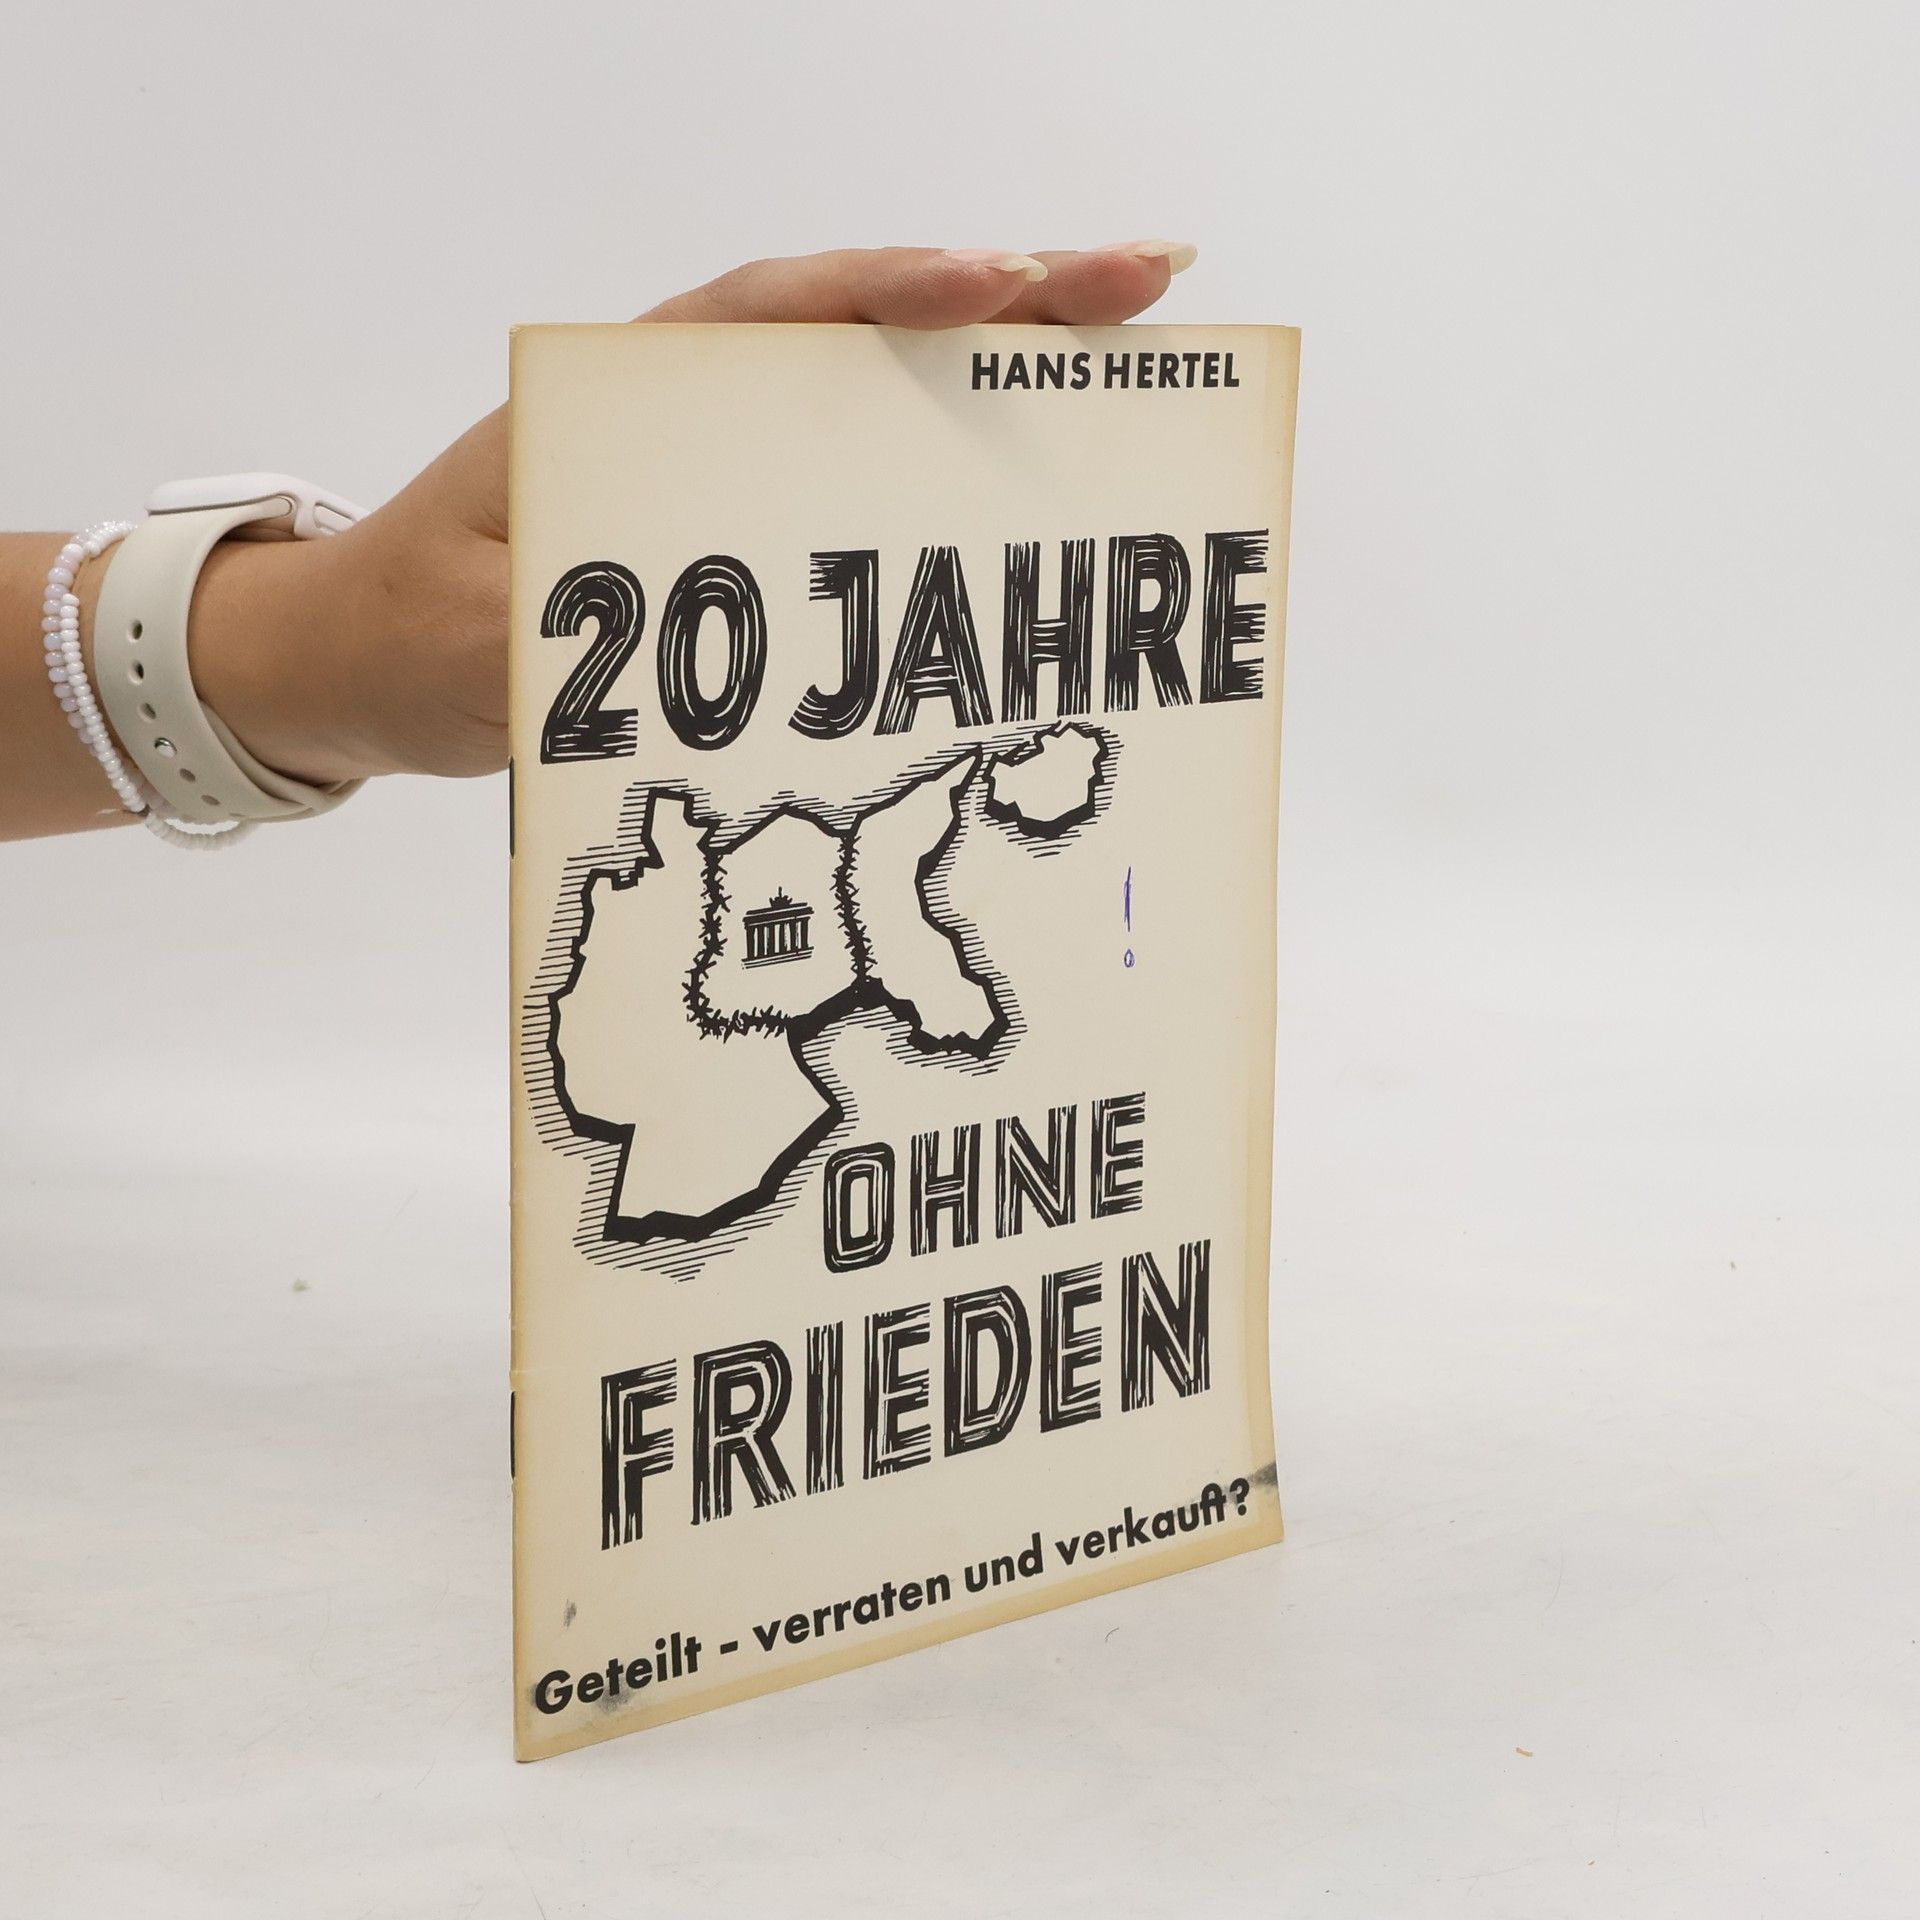 HANS HERTEL
20 JAHRE
!
OHNE
FRIEDEN
Geteilt - verraten und verkauft?